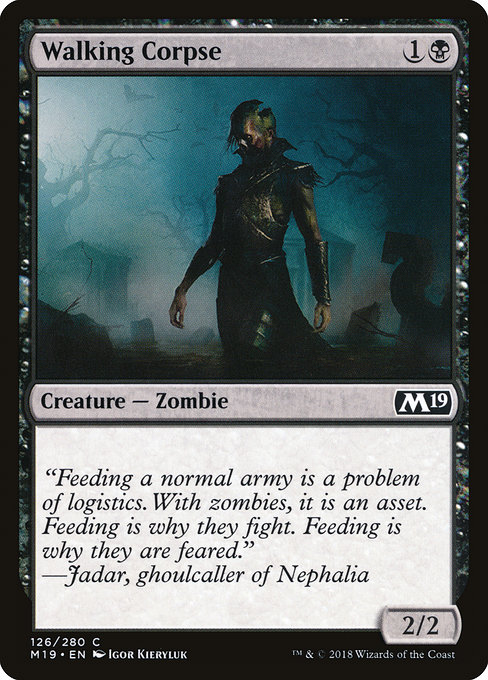 Walking Corpse 1
Creature — Zombie M19
“Feeding a normal army is a problem
of logistics. With zombies, it is an asset.
Feeding is why they fight. Feeding is
why they are feared.”
—Jadar, ghoulcaller of Nephalia
2/2
126/280 C
M19 • EN Igor Kieryluk
™ & © 2018 Wizards of the Coast